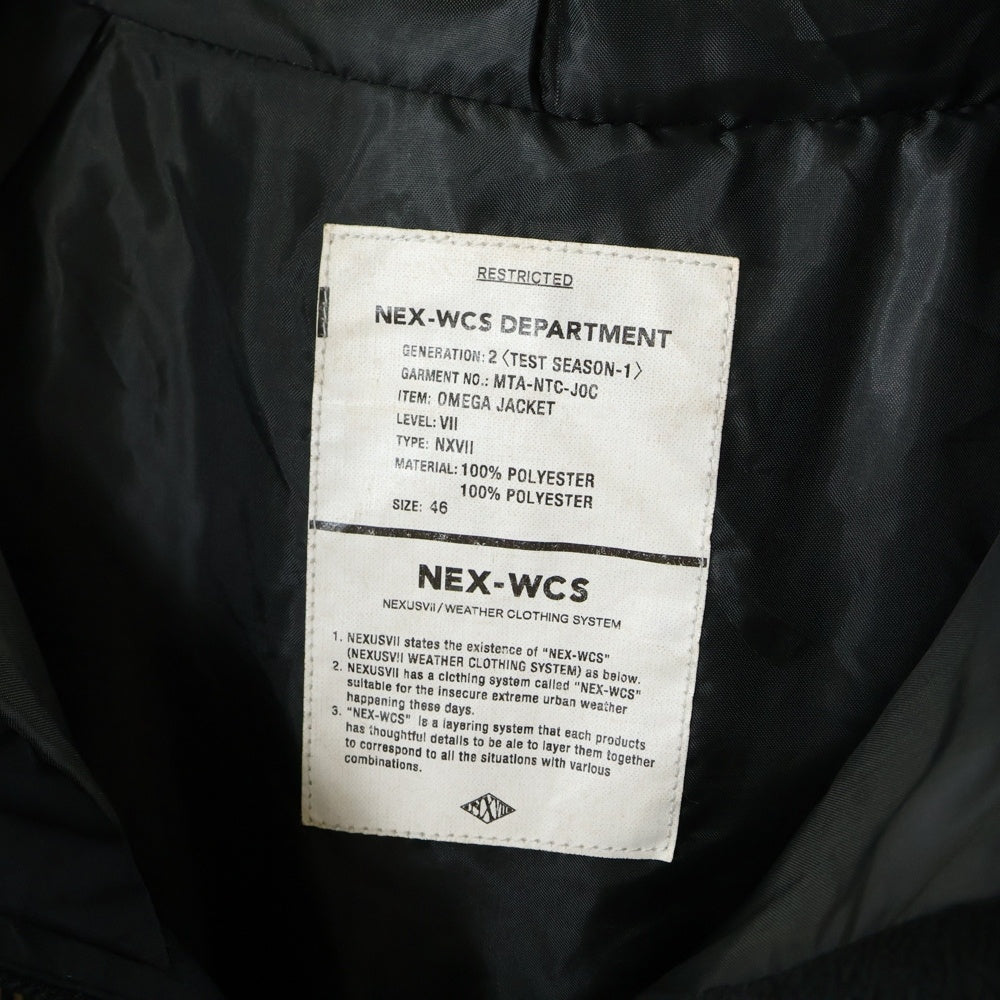 RESTRICTED
NEX-WCS DEPARTMENT
GENERATION: 2 〈TEST SEASON-1〉
GARMENT NO.: MTA-NTC-J0C
ITEM: OMEGA JACKET
LEVEL: VII
TYPE: NXVII
MATERIAL: 100% POLYESTER
100% POLYESTER
SIZE: 46
NEX-WCS
NEXUSVII/WEATHER CLOTHING SYSTEM
1. NEXUSVII states the existence of "NEX-WCS"
(NEXUSVII WEATHER CLOTHING SYSTEM) as below.
2. NEXUSVII has a clothing system called "NEX-WCS"
suitable for the insecure extreme urban weather
happening these days.
3. "NEX-WCS" is a layering system that each products
has thoughtful details to be ale to layer them together
to correspond to all the situations with various
combinations.
NXVII